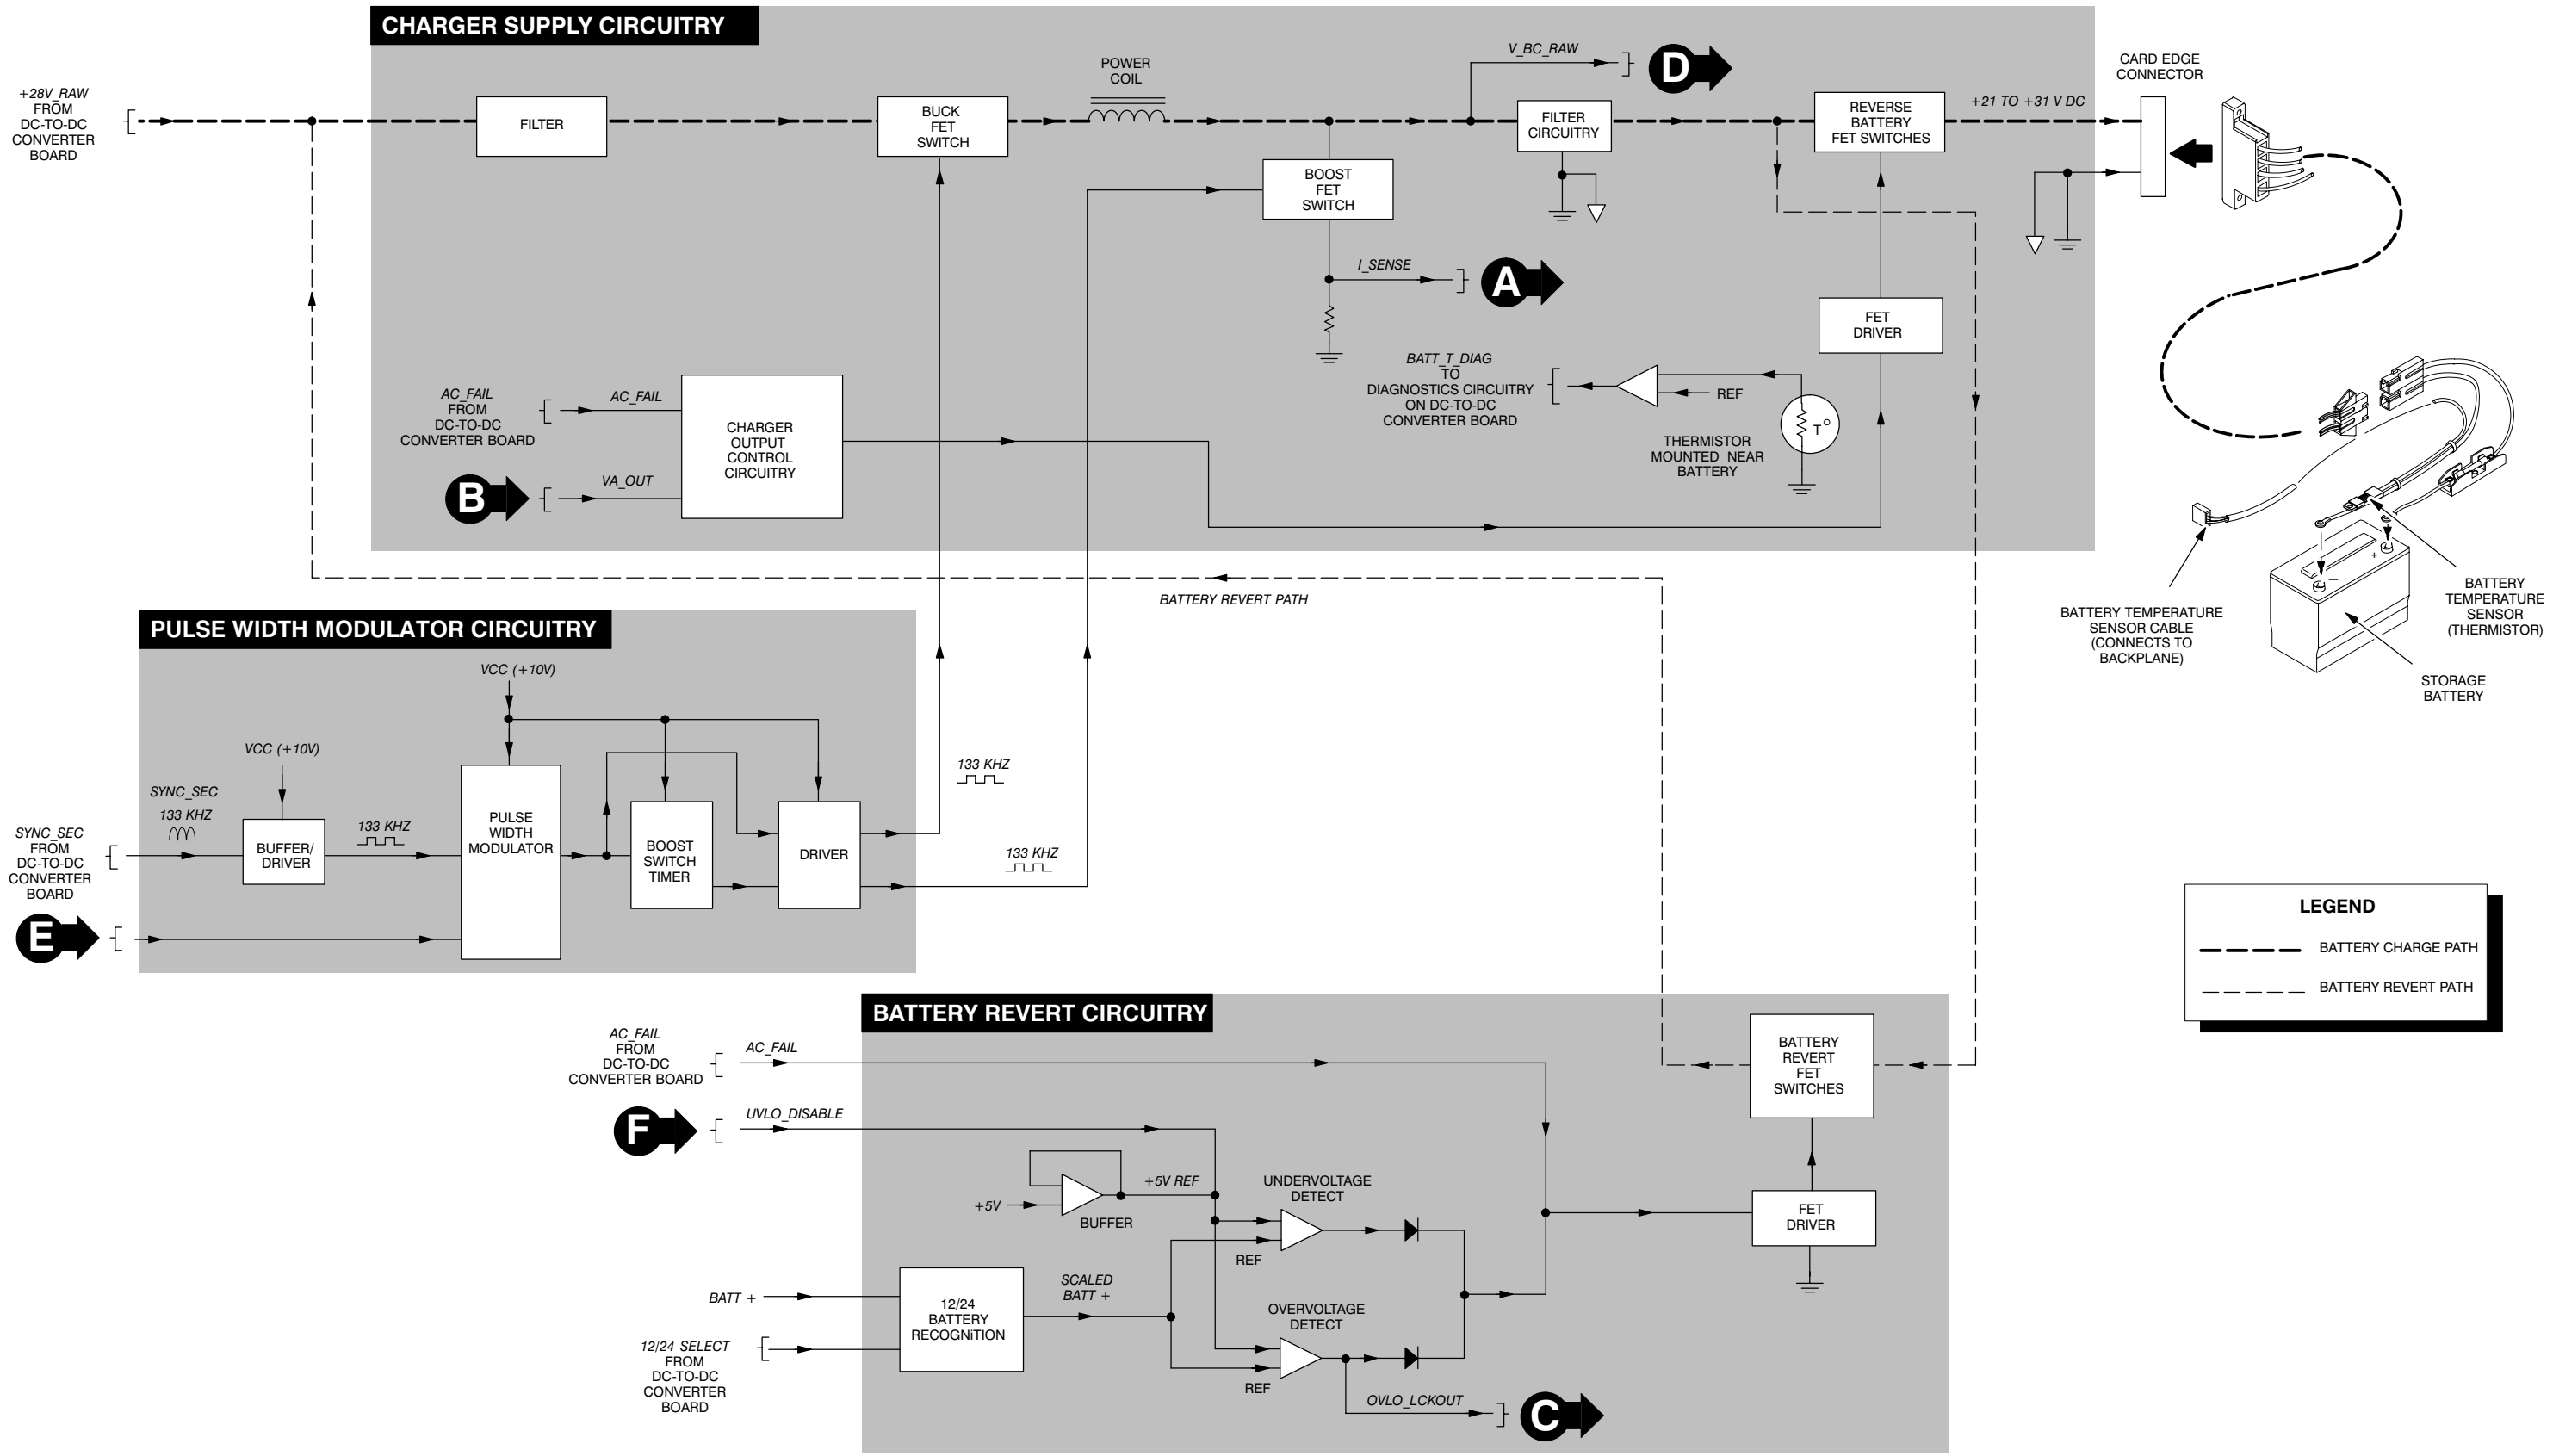 CHARGER SUPPLY CIRCUITRY
+28V_RAW
FROM
DC-TO-DC
CONVERTER
BOARD
FILTER
BUCK
FET
SWITCH
POWER
COIL
V_BC_RAW
D
FILTER
CIRCUITRY
REVERSE
BATTERY
FET SWITCHES
+21 TO +31 V DC
CARD EDGE
CONNECTOR
BOOST
FET
SWITCH
I_SENSE
A
FET
DRIVER
BATT_T_DIAG
TO
DIAGNOSTICS CIRCUITRY
ON DC-TO-DC
CONVERTER BOARD
REF
T°
THERMISTOR
MOUNTED NEAR
BATTERY
AC_FAIL
FROM
DC-TO-DC
CONVERTER BOARD
AC_FAIL
B
VA_OUT
CHARGER
OUTPUT
CONTROL
CIRCUITRY
BATTERY REVERT PATH
+
–
BATTERY TEMPERATURE
SENSOR CABLE
(CONNECTS TO
BACKPLANE)
BATTERY
TEMPERATURE
SENSOR
(THERMISTOR)
STORAGE
BATTERY
PULSE WIDTH MODULATOR CIRCUITRY
VCC (+10V)
VCC (+10V)
SYNC_SEC
133 KHZ
SYNC_SEC
FROM
DC-TO-DC
CONVERTER
BOARD
BUFFER/
DRIVER
133 KHZ
PULSE
WIDTH
MODULATOR
BOOST
SWITCH
TIMER
DRIVER
133 KHZ
133 KHZ
E
LEGEND
BATTERY CHARGE PATH
BATTERY REVERT PATH
BATTERY REVERT CIRCUITRY
AC_FAIL
FROM
DC-TO-DC
CONVERTER BOARD
AC_FAIL
F
UVLO_DISABLE
+5V
BUFFER
+5V REF
UNDERVOLTAGE
DETECT
REF
BATTERY
REVERT
FET
SWITCHES
FET
DRIVER
BATT +
12/24 SELECT
FROM
DC-TO-DC
CONVERTER
BOARD
12/24
BATTERY
RECOGNiTION
SCALED
BATT +
OVERVOLTAGE
DETECT
REF
OVLO_LCKOUT
C